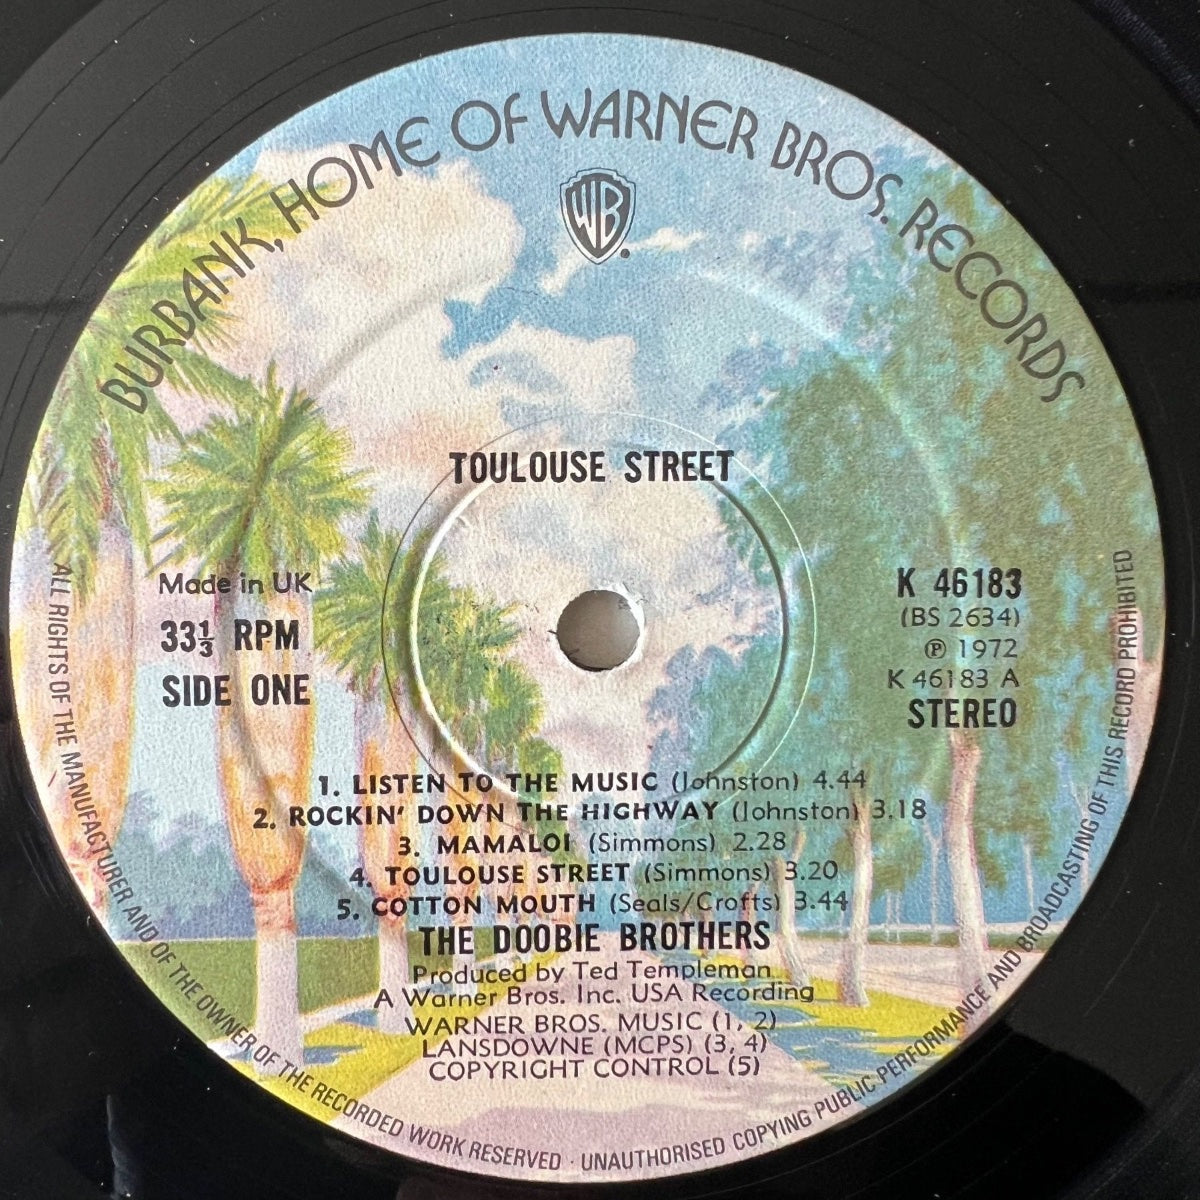 BURBANK, HOME OF WARNER BROS. RECORDS
WB
TOULOUSE STREET
Made in UK
33⅓ RPM
SIDE ONE
K 46183
(BS 2634)
℗ 1972
K 46183 A
STEREO
1. LISTEN TO THE MUSIC (Johnston) 4.44
2. ROCKIN' DOWN THE HIGHWAY (Johnston) 3.18
3. MAMALOI (Simmons) 2.28
4. TOULOUSE STREET (Simmons) 3.20
5. COTTON MOUTH (Seals/Crofts) 3.44
THE DOOBIE BROTHERS
Produced by Ted Templeman
A Warner Bros. Inc. USA Recording
WARNER BROS. MUSIC (1, 2)
LANSDOWNE (MCPS) (3, 4)
COPYRIGHT CONTROL (5)
ALL RIGHTS OF THE MANUFACTURER AND OF THE OWNER OF THE RECORDED WORK RESERVED · UNAUTHORISED COPYING PUBLIC PERFORMANCE AND BROADCASTING OF THIS RECORD PROHIBITED